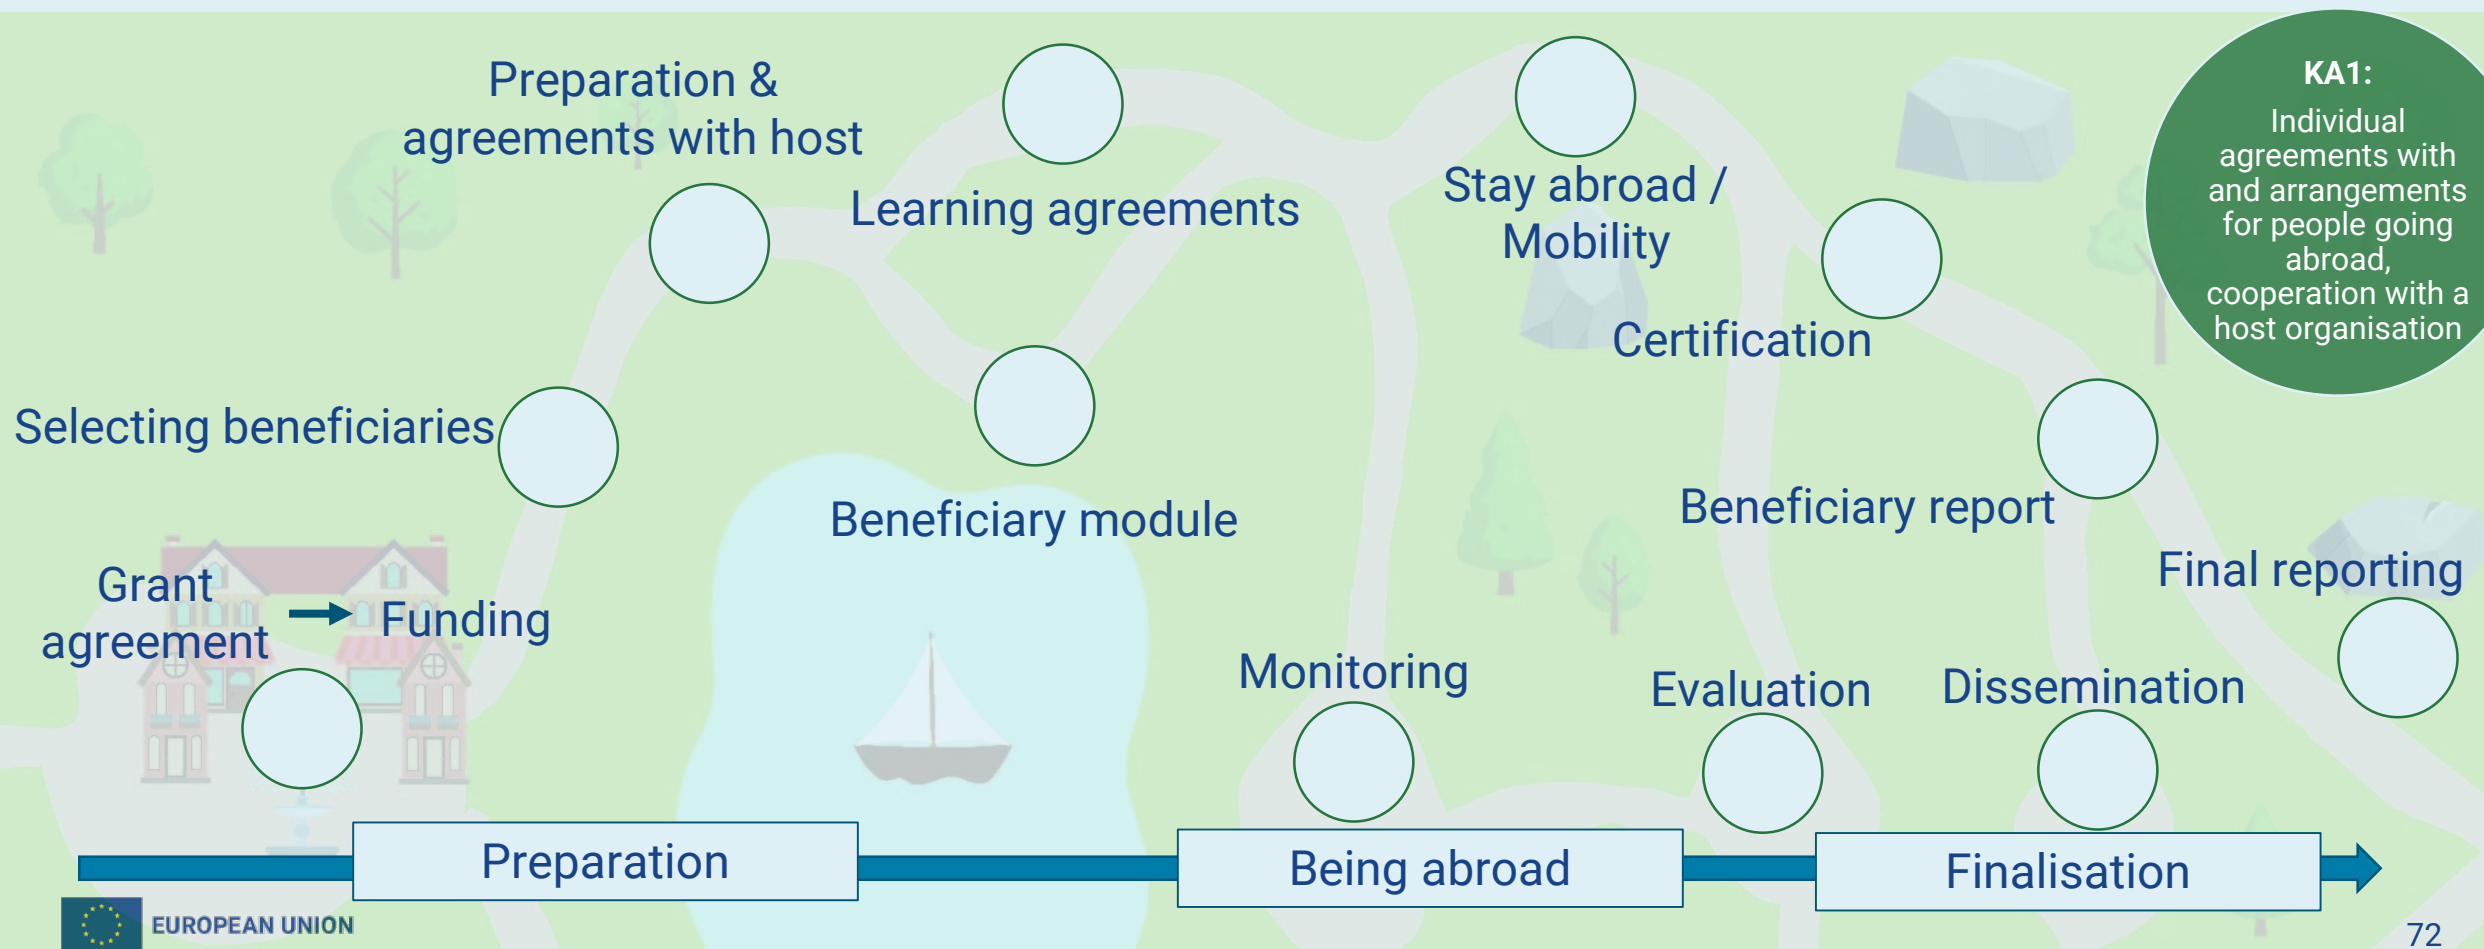 Preparation &
agreements with host
Learning agreements
Stay abroad /
Mobility
KA1:
Individual
agreements with
and arrangements
for people going
abroad,
cooperation with a
host organisation
Certification
Selecting beneficiaries
Beneficiary module
Beneficiary report
Final reporting
Grant
agreement
Funding
Monitoring
Evaluation
Dissemination
Preparation
Being abroad
Finalisation
EUROPEAN UNION
72